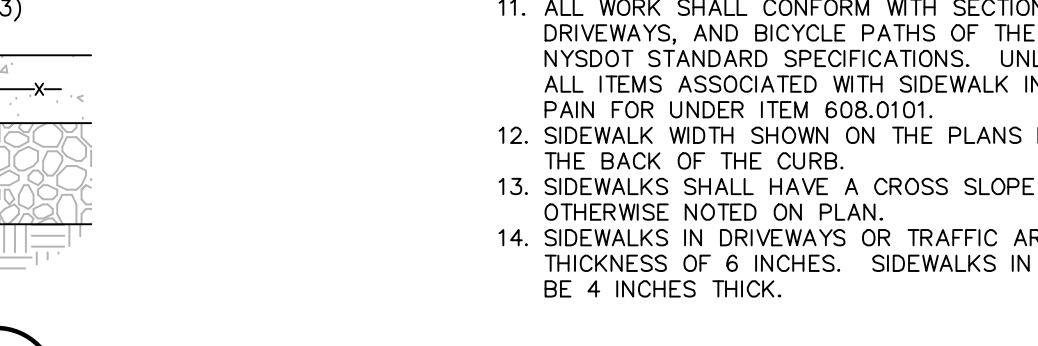 3)
X
11. ALL WORK SHALL CONFORM WITH SECTION
DRIVEWAYS, AND BICYCLE PATHS OF THE
NYSDOT STANDARD SPECIFICATIONS. UNL
ALL ITEMS ASSOCIATED WITH SIDEWALK IN
PAIN FOR UNDER ITEM 608.0101.
12. SIDEWALK WIDTH SHOWN ON THE PLANS
THE BACK OF THE CURB.
13. SIDEWALKS SHALL HAVE A CROSS SLOPE
OTHERWISE NOTED ON PLAN.
14. SIDEWALKS IN DRIVEWAYS OR TRAFFIC AR
THICKNESS OF 6 INCHES. SIDEWALKS IN
BE 4 INCHES THICK.